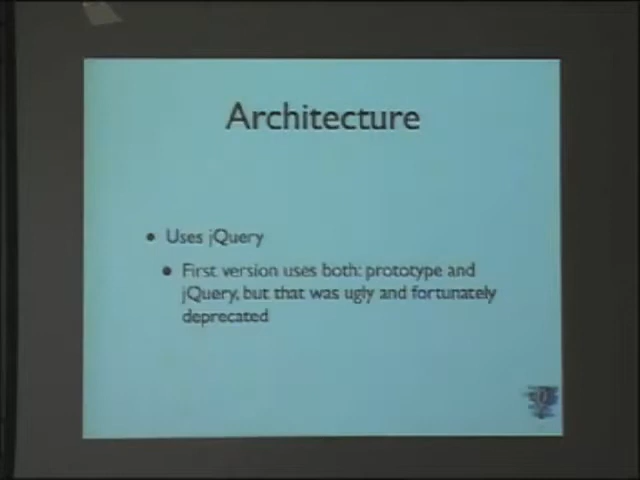 Architecture
Uses jQuery
First version uses both: prototype and
jQuery, but that was ugly and fortunately
deprecated